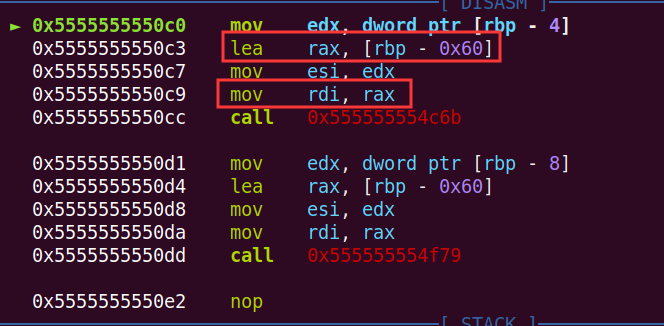 [ DISASM ]
► 0x5555555550c0 mov edx, dword ptr [rbp - 4]
0x5555555550c3 lea rax, [rbp - 0x60]
0x5555555550c7 mov esi, edx
0x5555555550c9 mov rdi, rax
0x5555555550cc call 0x555555554c6b
0x5555555550d1 mov edx, dword ptr [rbp - 8]
0x5555555550d4 lea rax, [rbp - 0x60]
0x5555555550d8 mov esi, edx
0x5555555550da mov rdi, rax
0x5555555550dd call 0x555555554f79
0x5555555550e2 nop
[ STACK ]